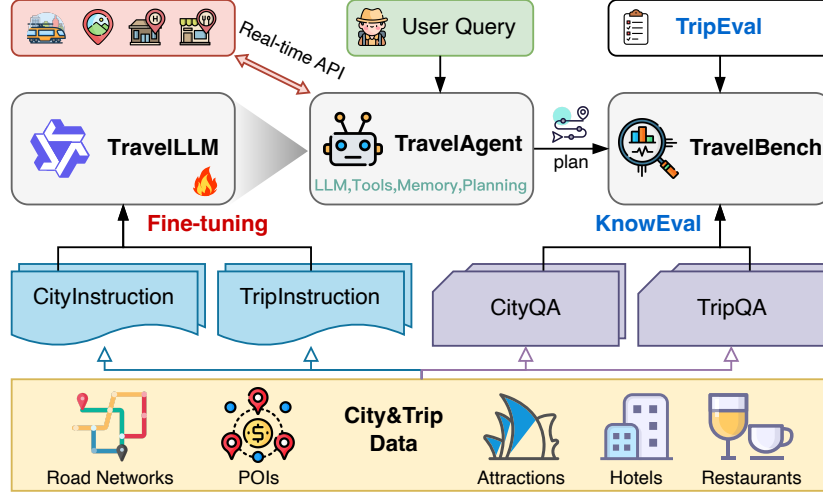 Real-time API
User Query
TripEval
H
TravelLLM
TravelAgent
LLM,Tools,Memory,Planning
plan
TravelBench
Fine-tuning
KnowEval
CityInstruction
TripInstruction
CityQA
TripQA
City&Trip
Data
$
Road Networks
POIs
Attractions
Hotels
Restaurants